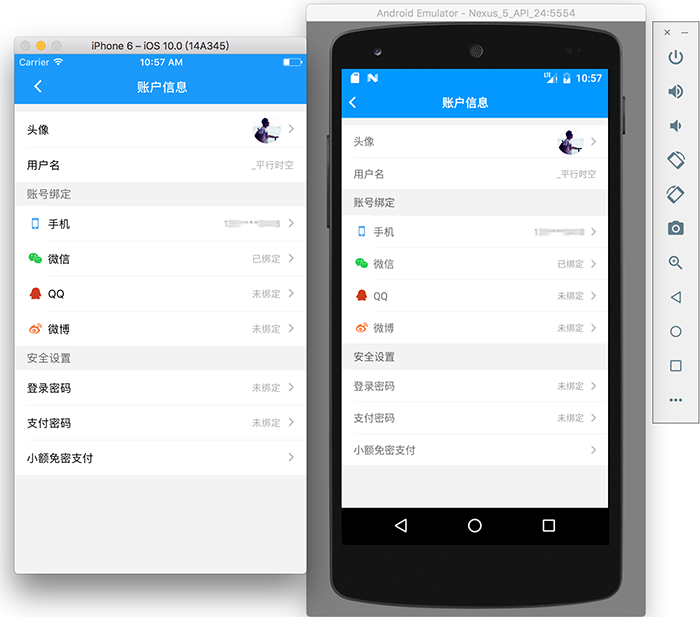 Android Emulator - Nexus_5_API_24:5554
iPhone 6 – iOS 10.0 (14A345)
Carrier 10:57 AM
账户信息
头像
用户名 _平行时空
账号绑定
手机
微信 已绑定
QQ 未绑定
微博 未绑定
安全设置
登录密码 未绑定
支付密码 未绑定
小额免密支付
LTE 10:57
账户信息
头像
用户名 _平行时空
账号绑定
手机
微信 已绑定
QQ 未绑定
微博 未绑定
安全设置
登录密码 未绑定
支付密码 未绑定
小额免密支付